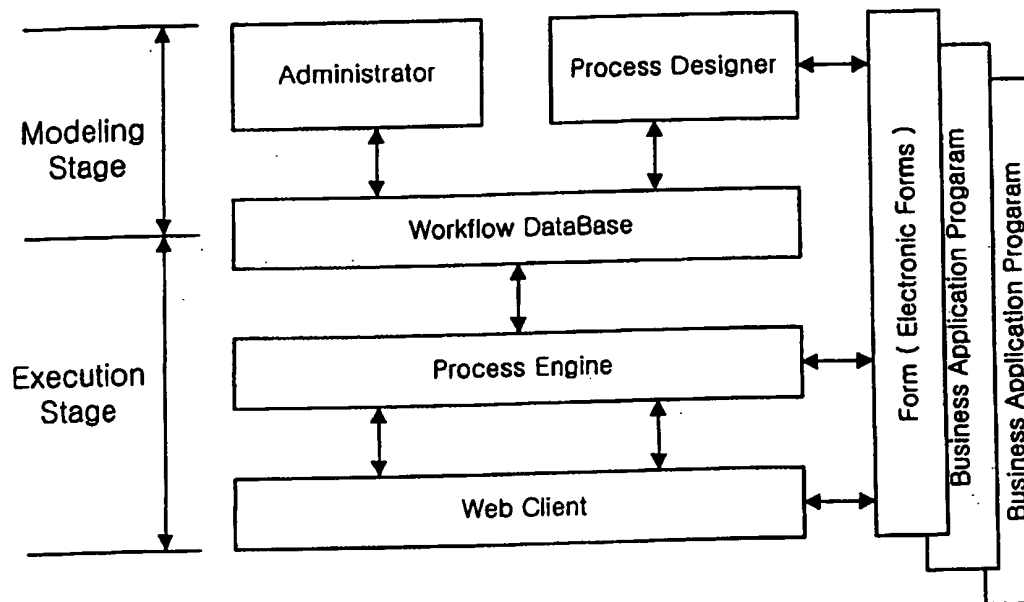 Administrator
Process Designer
Modeling
Stage
Workflow DataBase
Process Engine
Execution
Stage
Web Client
Form ( Electronic Forms )
Business Application Progaram
Business Application Progaram